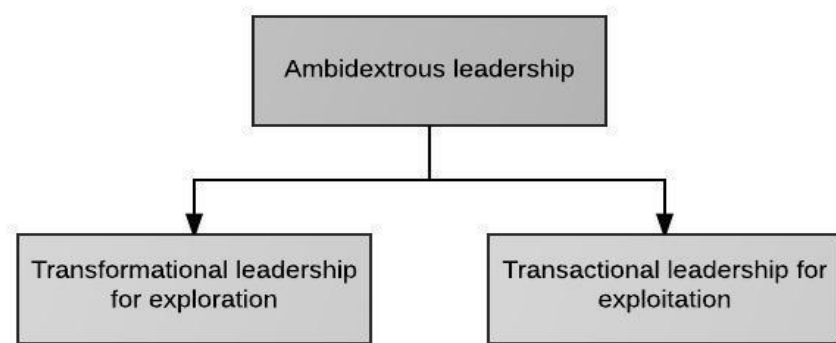 Ambidextrous leadership
Transformational leadership
for exploration
Transactional leadership for
exploitation